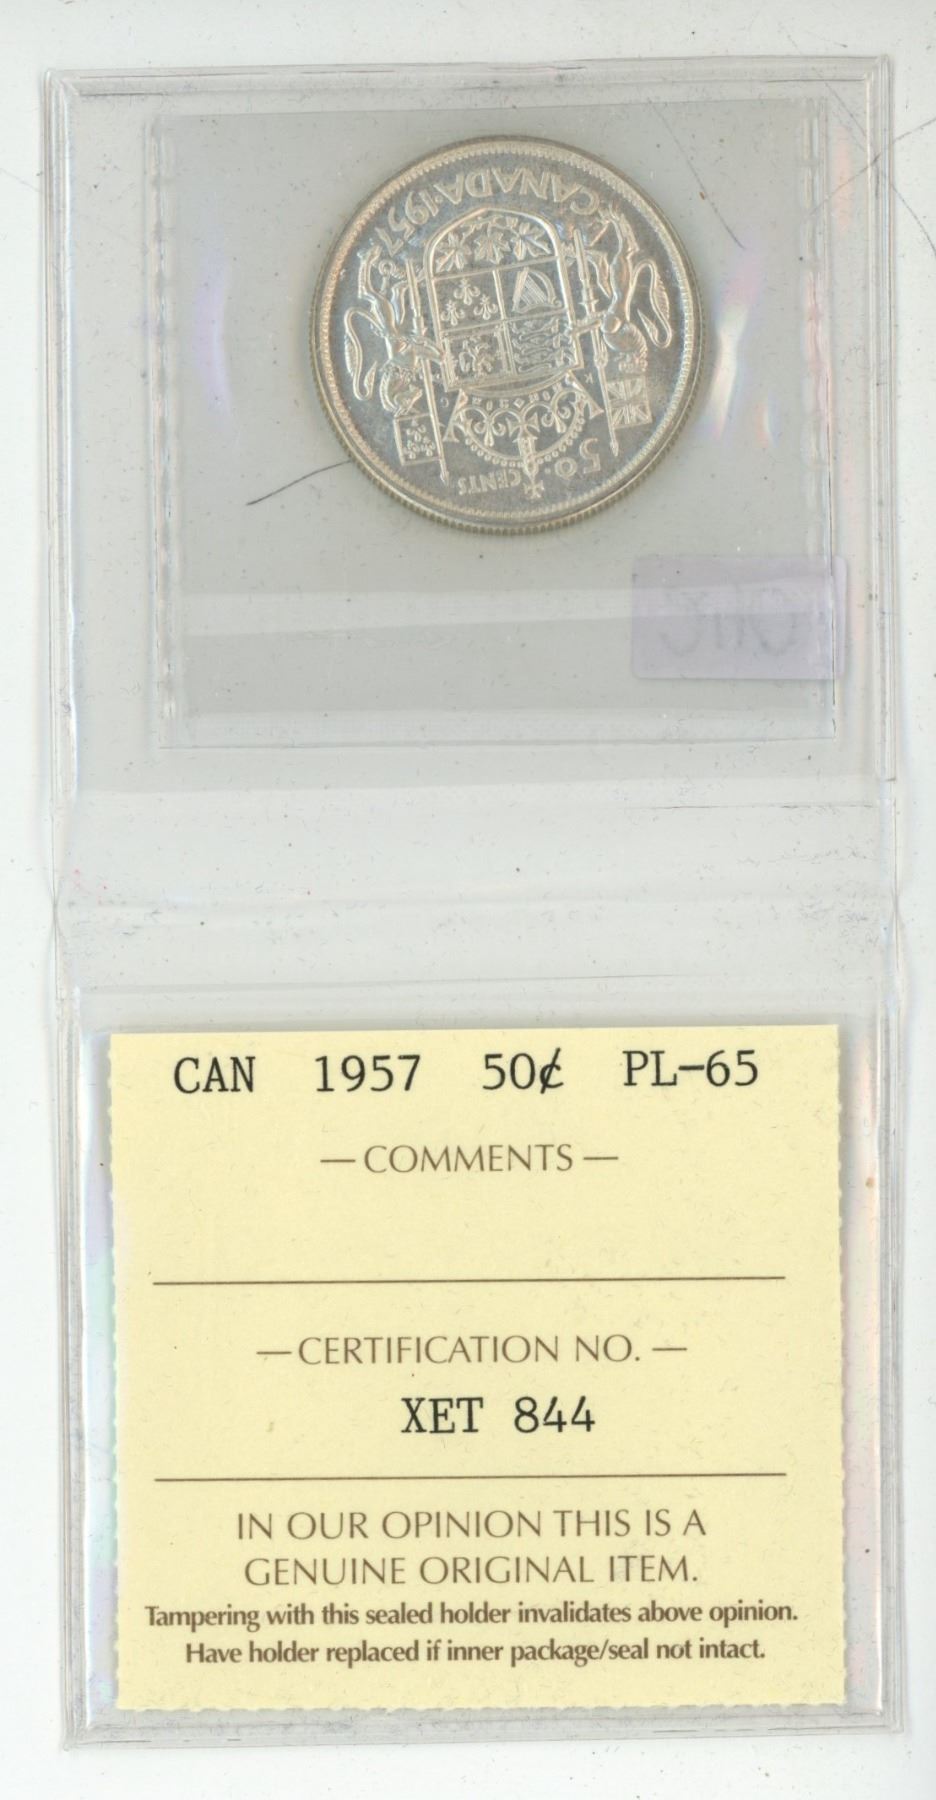 CANADA·1957
50·
CENTS
CAN 1957 50¢ PL-65
—COMMENTS—
—CERTIFICATION NO.—
XET 844
IN OUR OPINION THIS IS A
GENUINE ORIGINAL ITEM.
Tampering with this sealed holder invalidates above opinion.
Have holder replaced if inner package/seal not intact.